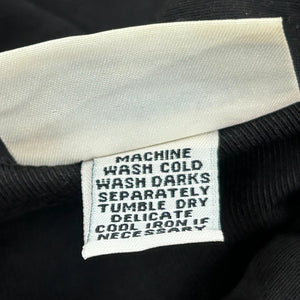 MACHINE
WASH COLD
WASH DARKS
SEPARATELY
TUMBLE DRY
DELICATE
COOL IRON IF
NECESSARY